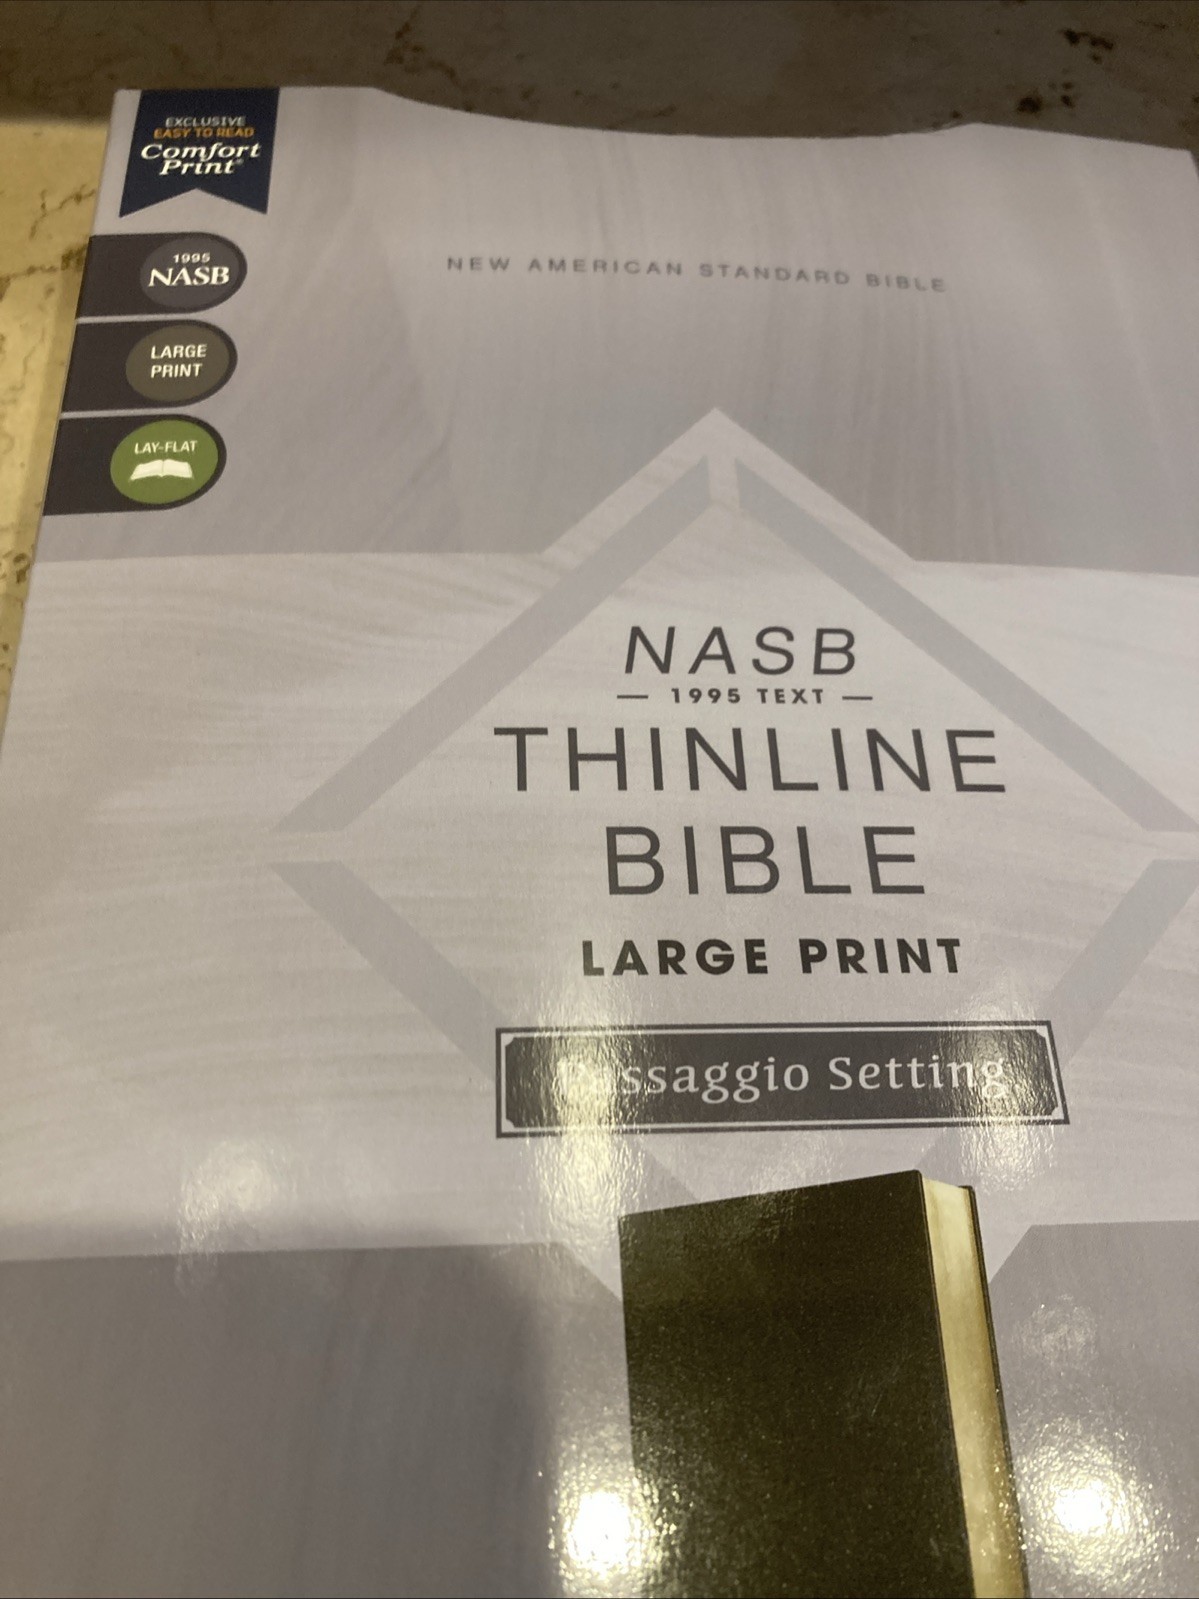 EXCLUSIVE
EASY TO READ
Comfort
Print®
1995
NASB
LARGE
PRINT
LAY-FLAT
NEW AMERICAN STANDARD BIBLE
NASB
— 1995 TEXT —
THINLINE
BIBLE
LARGE PRINT
Passaggio Setting